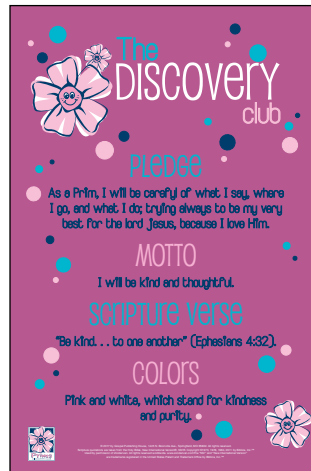 The
DISCOVERY
club
PLEDGE
As a Prim, I will be careful of what I say, where
I go, and what I do; trying always to be my very
best for the lord Jesus, because I love Him.
MOTTO
I will be kind and thoughtful.
SCRIPTURE VERSE
"Be kind. . . to one another" (Ephesians 4:32).
COLORS
Pink and white, which stand for kindness
and purity.